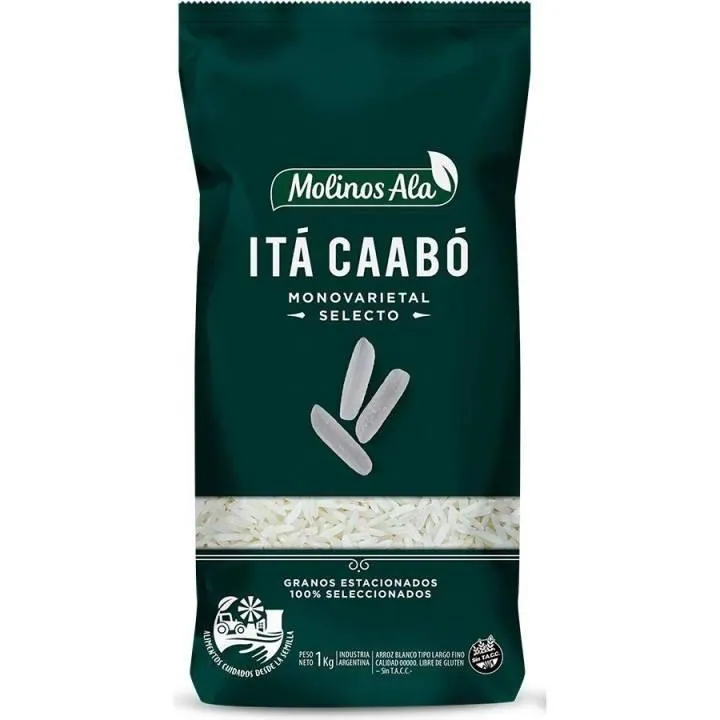 Molinos Ala
ITÁ CAABÓ
MONOVARIETAL
SELECTO
GRANOS ESTACIONADOS
100% SELECCIONADOS
ALIMENTOS CUIDADOS DESDE LA SEMILLA
PESO
NETO 1Kg
INDUSTRIA
ARGENTINA
ARROZ BLANCO TIPO LARGO FINO
CALIDAD 00000. LIBRE DE GLUTEN
– Sin T.A.C.C.-
Sin T.A.C.C.